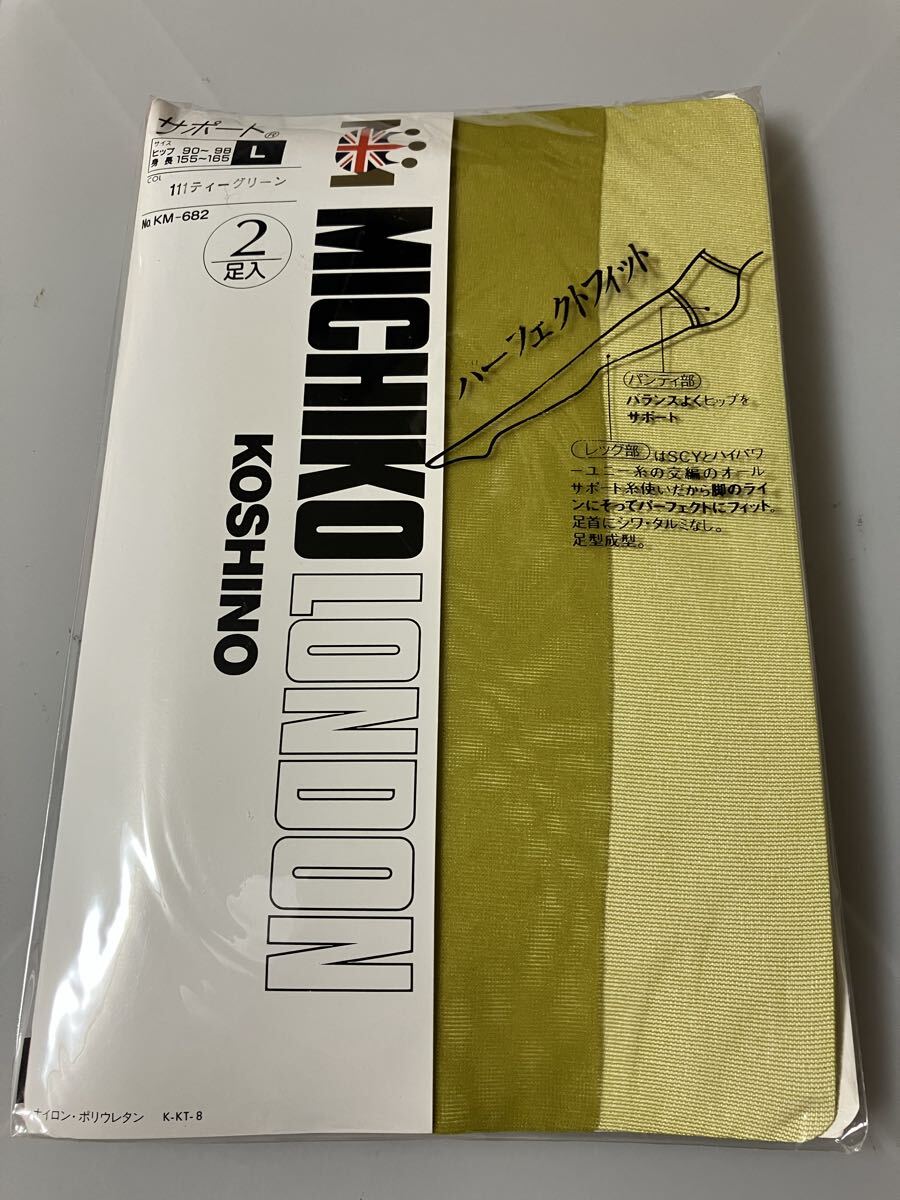 サポート®
サイズ
ヒップ 90～98
身長 155～165
L
COL
111ティーグリーン
No. KM-682
2
足入
MICHIKO LONDON
KOSHINO
パーフェクトフィット
パンティ部
バランスよくヒップを
サポート
レッグ部 はSCYとハイパワ
ーユニー糸の交編のオール
サポート糸使いだから脚のライ
ンにそってパーフェクトにフィット。
足首にシワ・タルミなし。
足型成型。
ナイロン・ポリウレタン K-KT-8